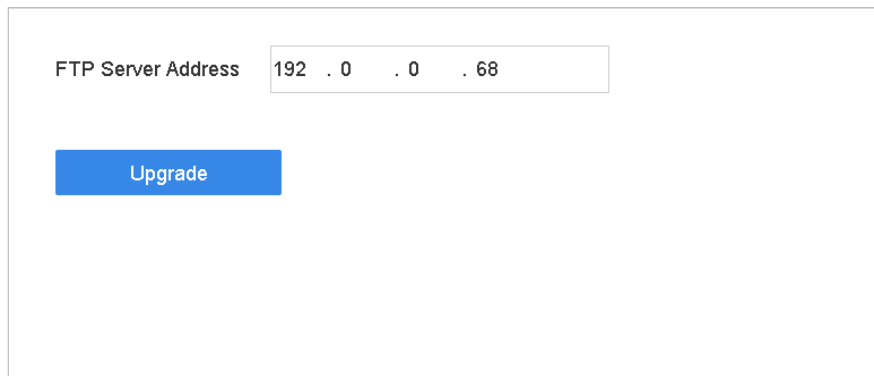 FTP Server Address 192 . 0 . 0 . 68
Upgrade